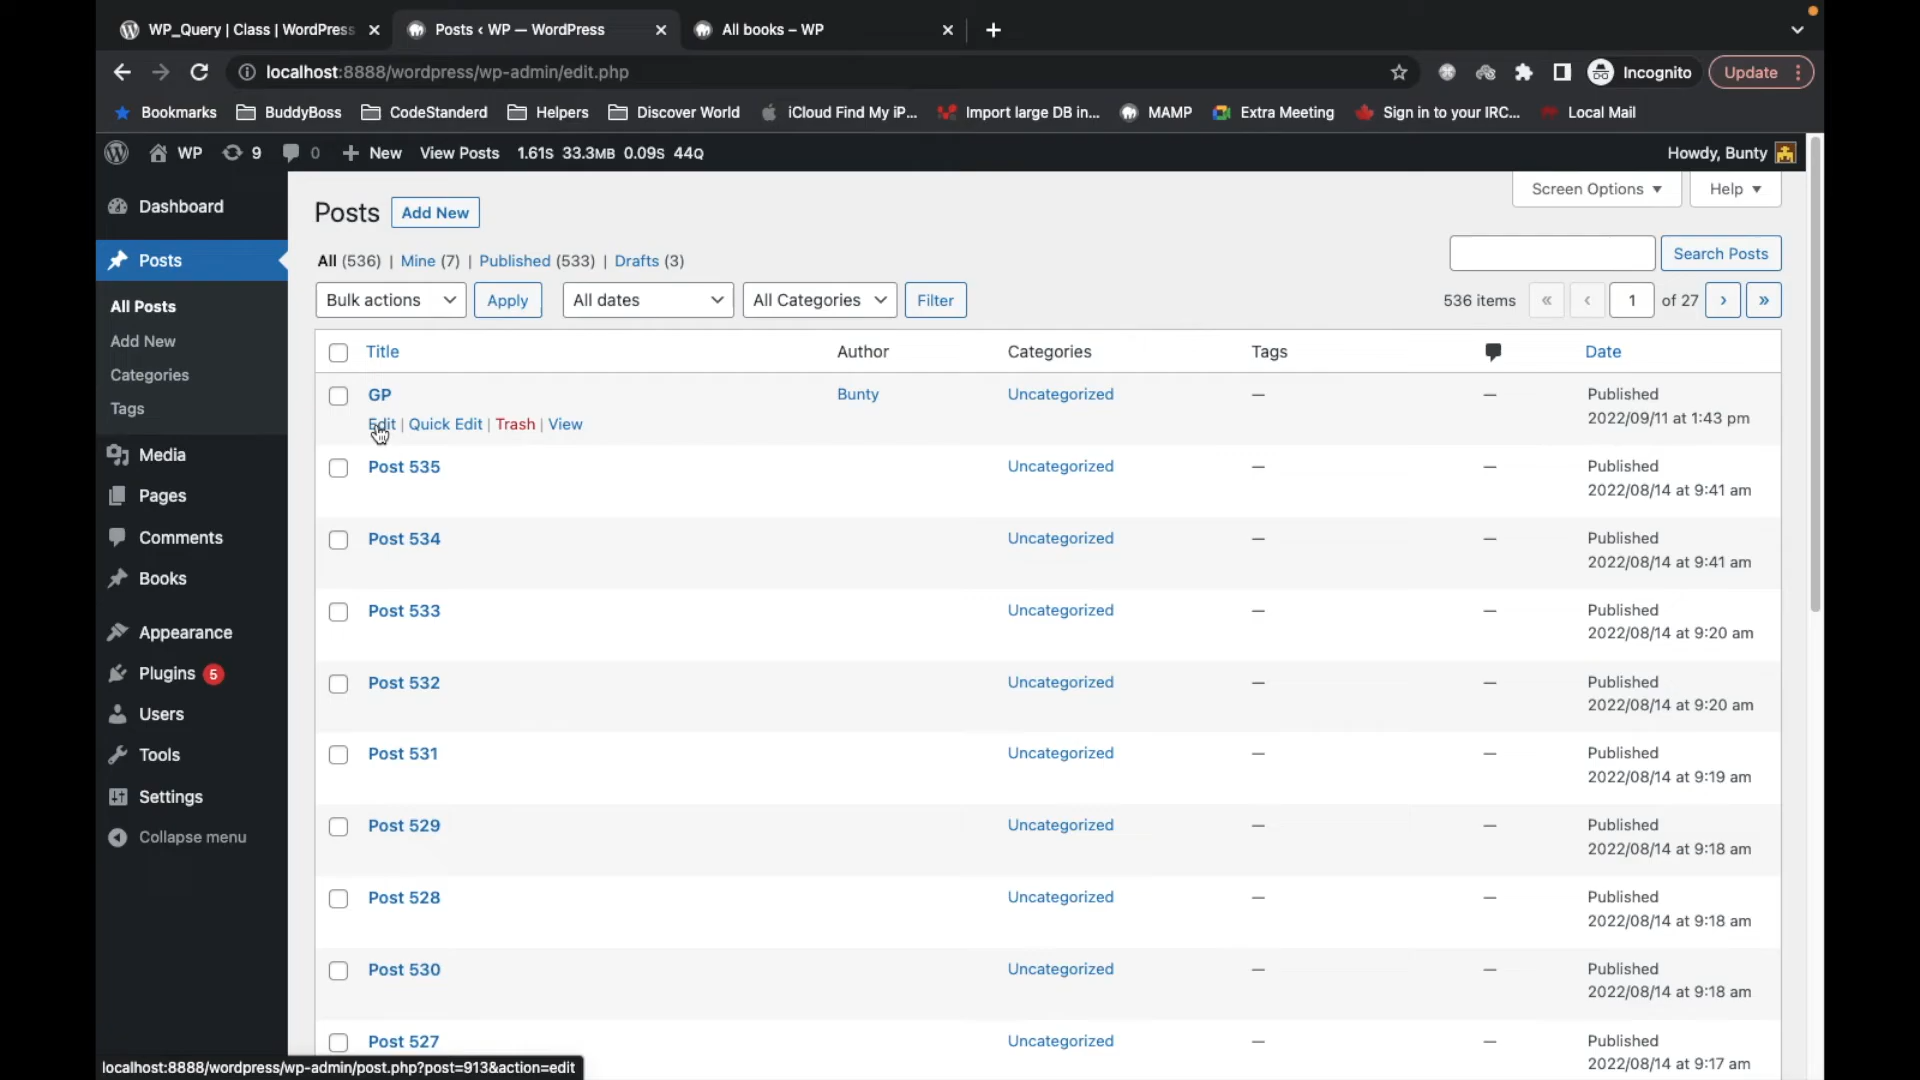 WP_Query | Class | WordPress
Posts ‹ WP — WordPress
All books – WP
localhost:8888/wordpress/wp-admin/edit.php
Incognito
Update
Bookmarks
BuddyBoss
CodeStanderd
Helpers
Discover World
iCloud Find My iP...
Import large DB in...
MAMP
Extra Meeting
Sign in to your IRC...
Local Mail
WP 9 0 New View Posts 1.61S 33.3MB 0.09S 44Q
Howdy, Bunty
Dashboard
Posts
All Posts
Add New
Categories
Tags
Media
Pages
Comments
Books
Appearance
Plugins 5
Users
Tools
Settings
Collapse menu
Screen Options
Help
Posts Add New
All (536) | Mine (7) | Published (533) | Drafts (3)
Search Posts
Bulk actions Apply All dates All Categories Filter
536 items « ‹ 1 of 27 › »
Title Author Categories Tags Date
GP Bunty Uncategorized — — Published
2022/09/11 at 1:43 pm
Edit | Quick Edit | Trash | View
Post 535 Uncategorized — — Published
2022/08/14 at 9:41 am
Post 534 Uncategorized — — Published
2022/08/14 at 9:41 am
Post 533 Uncategorized — — Published
2022/08/14 at 9:20 am
Post 532 Uncategorized — — Published
2022/08/14 at 9:20 am
Post 531 Uncategorized — — Published
2022/08/14 at 9:19 am
Post 529 Uncategorized — — Published
2022/08/14 at 9:18 am
Post 528 Uncategorized — — Published
2022/08/14 at 9:18 am
Post 530 Uncategorized — — Published
2022/08/14 at 9:18 am
Post 527 Uncategorized — — Published
2022/08/14 at 9:17 am
localhost:8888/wordpress/wp-admin/post.php?post=913&action=edit